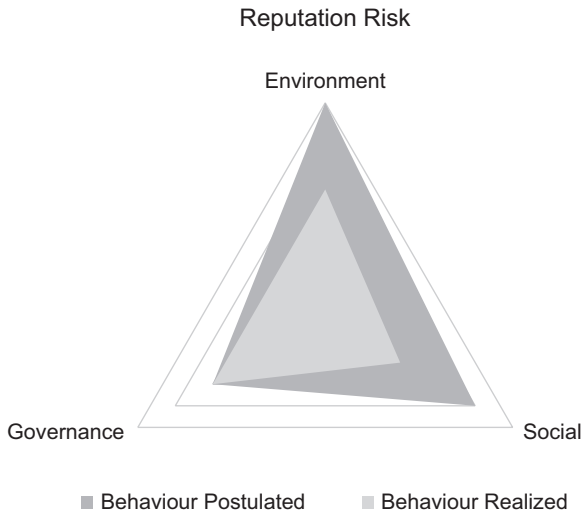 Reputation Risk
Environment
Governance
Social
Behaviour Postulated
Behaviour Realized